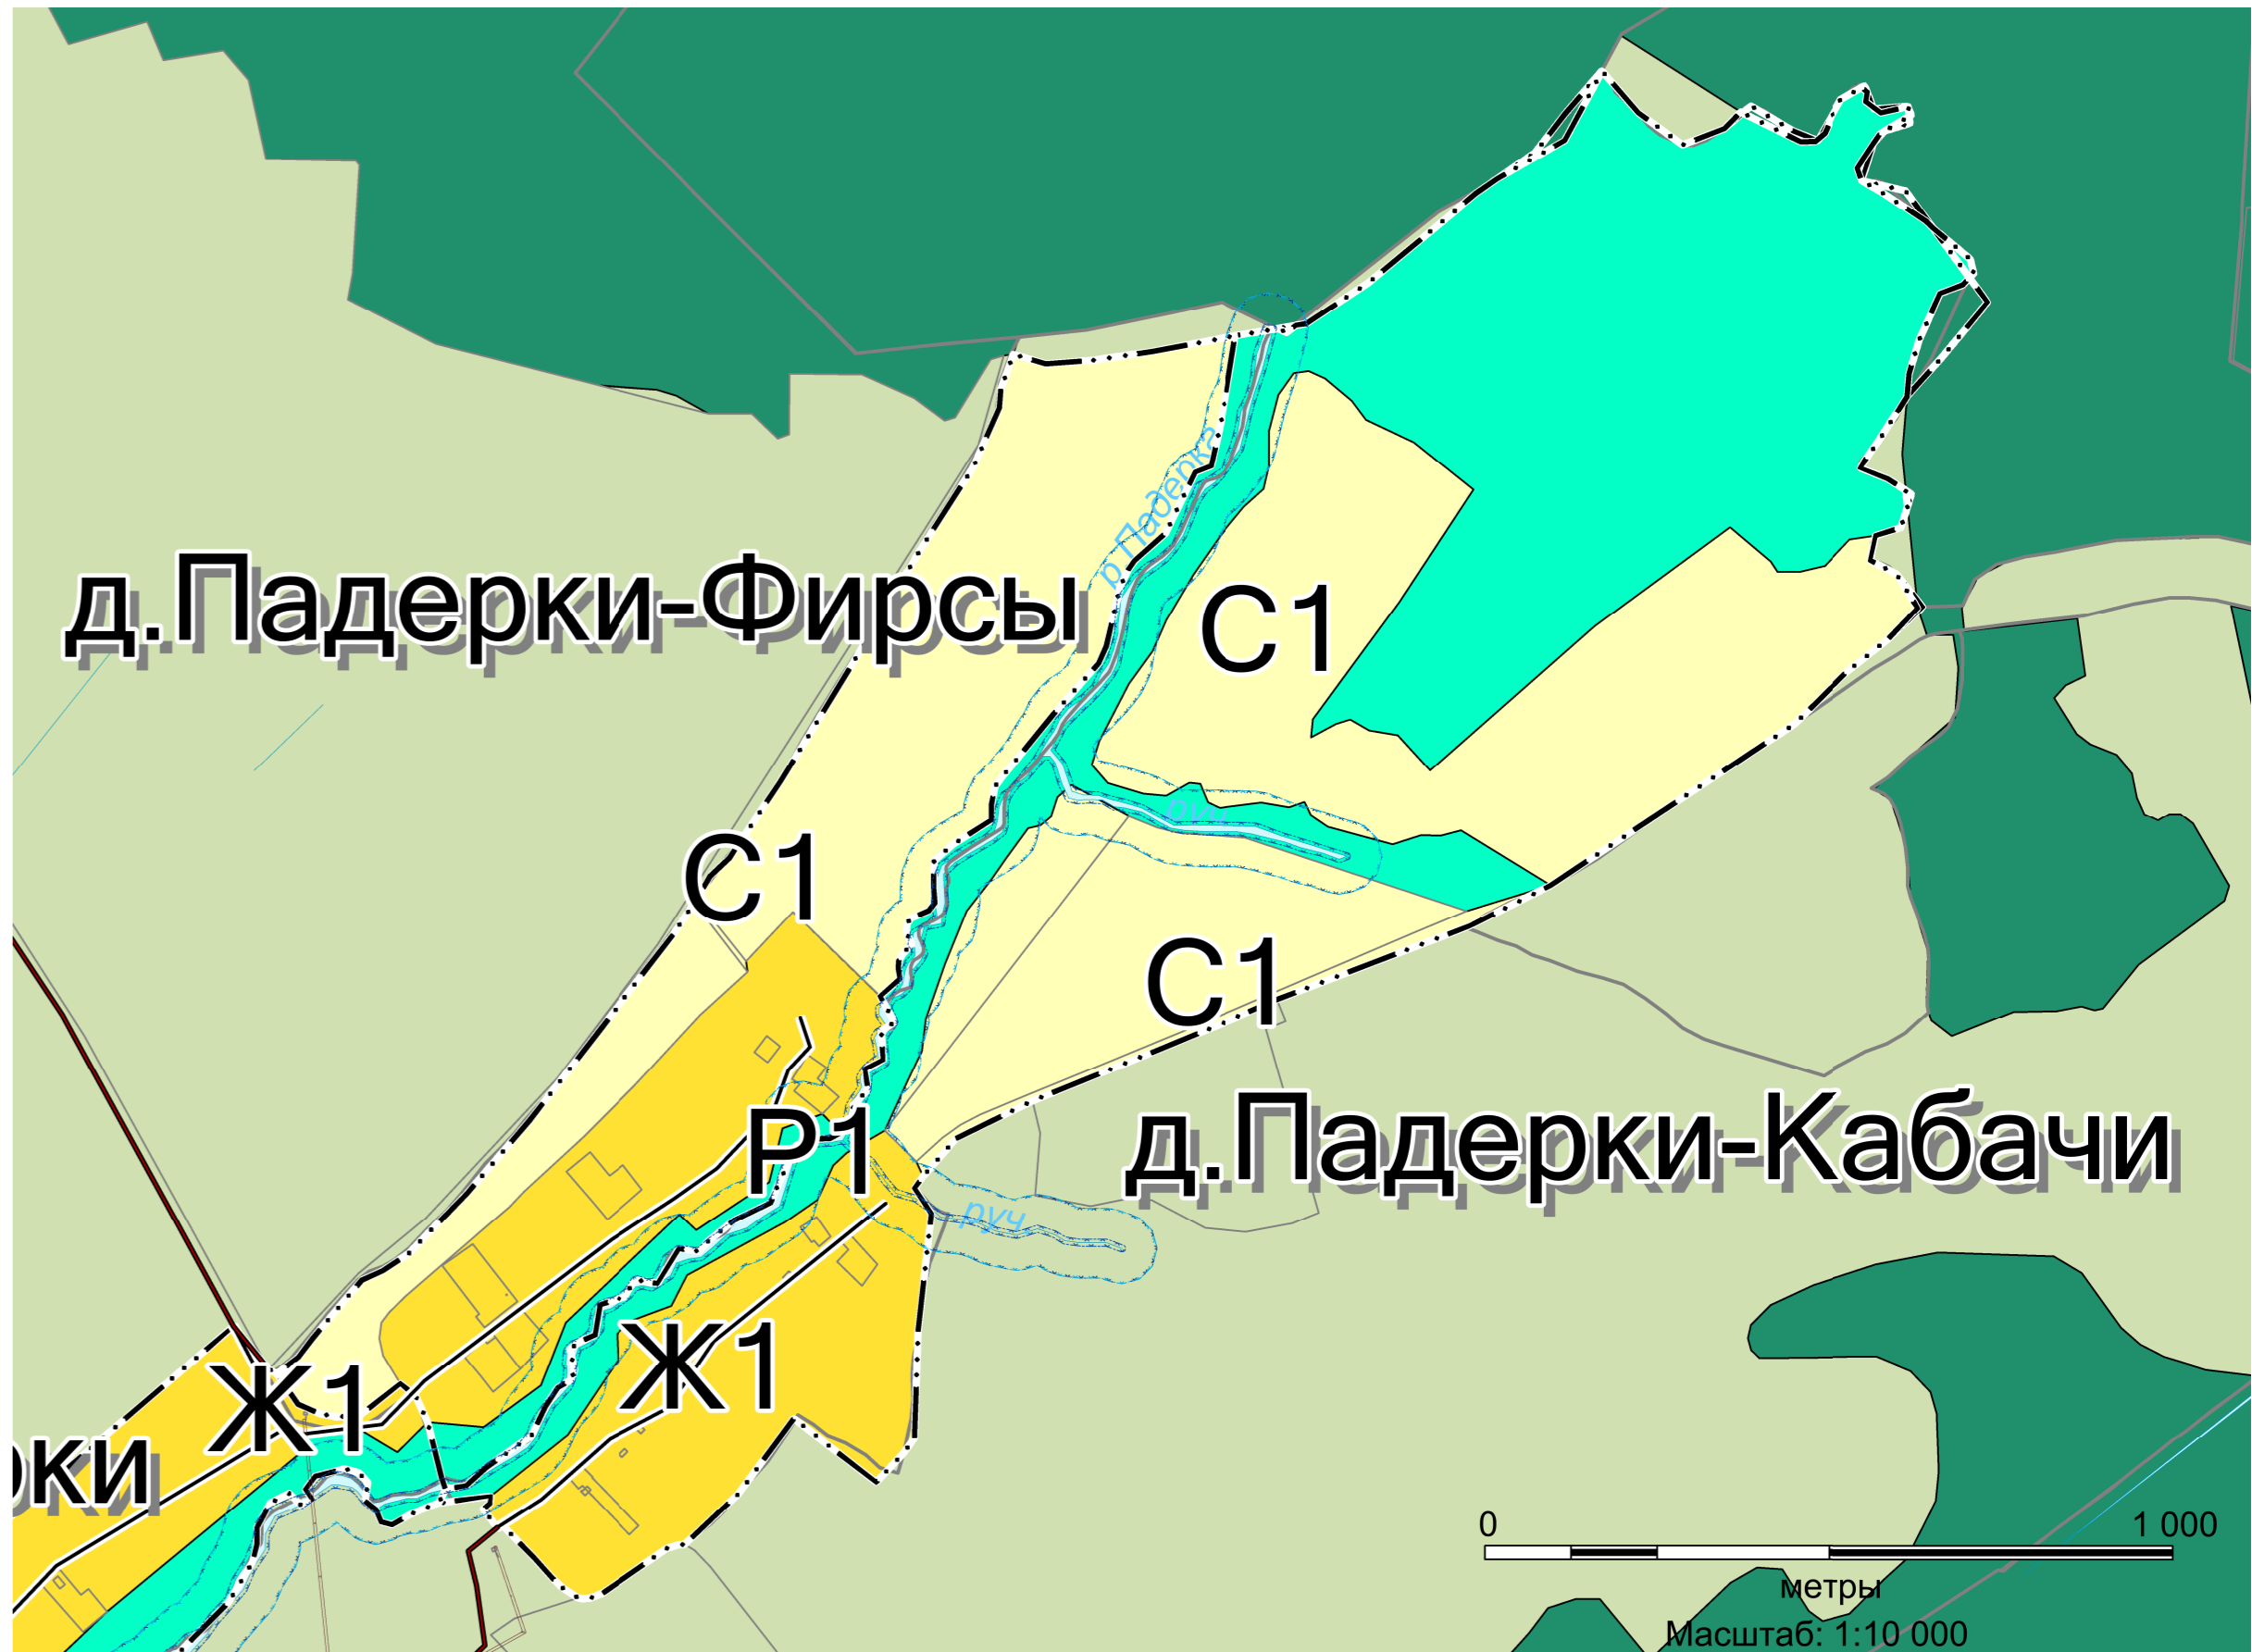 р Падерка
д.Падерки-Фирсы
С1
руч
С1
С1
Р1
д.Падерки-Кабачи
руч
Ж1
Ж1
ки
0 1 000
метры
Масштаб: 1:10 000